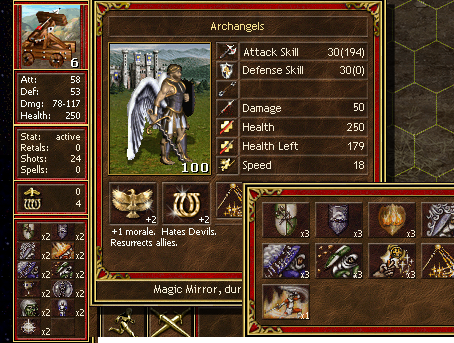 Archangels
6
Att: 58
Def: 53
Dmg: 78-117
Health: 250
Stat: active
Retals: 0
Shots: 24
Spells: 0
0
4
x2 x2
x2 x2
x2 x2
x2 x2
x2 x2
x2
Attack Skill 30(194)
Defense Skill 30(0)
Damage 50
Health 250
Health Left 179
Speed 18
100
+2 +2
+1 morale. Hates Devils.
Resurrects allies.
Magic Mirror, dur
x3 x3 x3
x3 x3 x3
x1